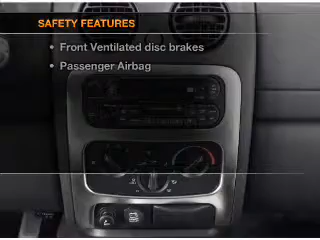 SAFETY FEATURES
• Front Ventilated disc brakes
• Passenger Airbag